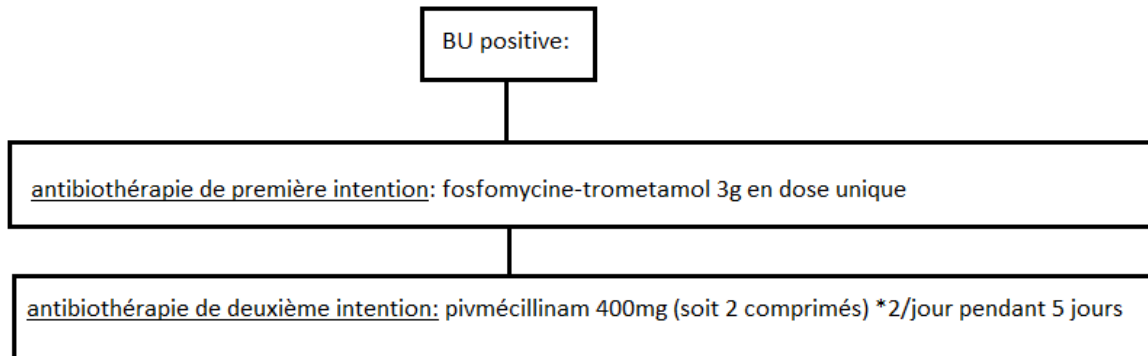 BU positive:
antibiothérapie de première intention: fosfomycine-trometamol 3g en dose unique
antibiothérapie de deuxième intention: pivmécillinam 400mg (soit 2 comprimés) *2/jour pendant 5 jours